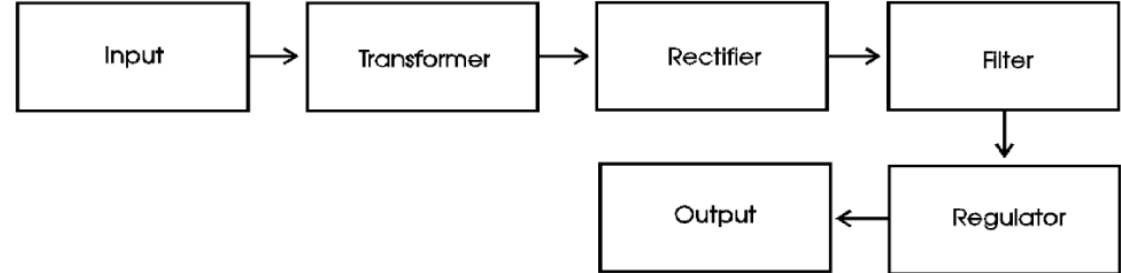 Input
Transformer
Rectifier
Filter
Regulator
Output